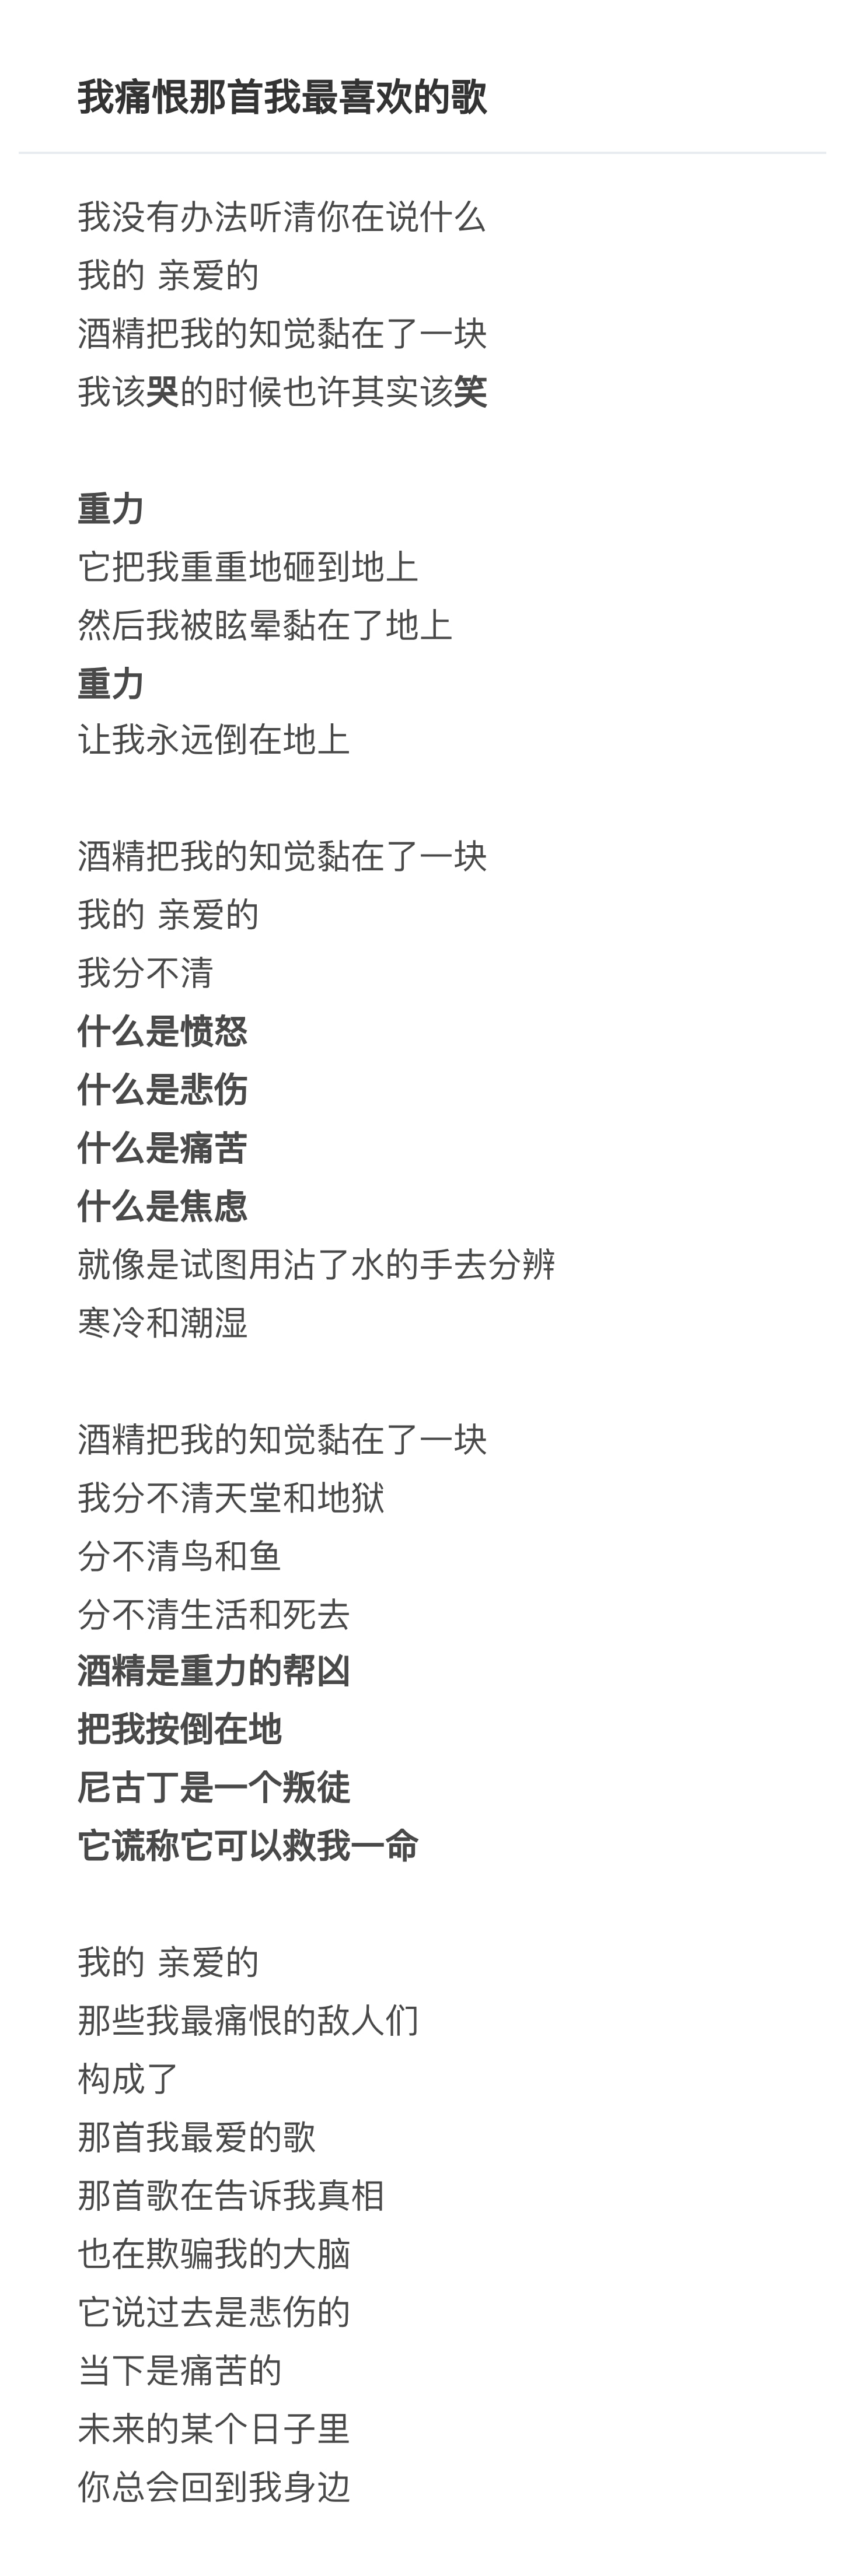 我痛恨那首我最喜欢的歌
我没有办法听清你在说什么
我的 亲爱的
酒精把我的知觉黏在了一块
我该哭的时候也许其实该笑
重力
它把我重重地砸到地上
然后我被眩晕黏在了地上
重力
让我永远倒在地上
酒精把我的知觉黏在了一块
我的 亲爱的
我分不清
什么是愤怒
什么是悲伤
什么是痛苦
什么是焦虑
就像是试图用沾了水的手去分辨
寒冷和潮湿
酒精把我的知觉黏在了一块
我分不清天堂和地狱
分不清鸟和鱼
分不清生活和死去
酒精是重力的帮凶
把我按倒在地
尼古丁是一个叛徒
它谎称它可以救我一命
我的 亲爱的
那些我最痛恨的敌人们
构成了
那首我最爱的歌
那首歌在告诉我真相
也在欺骗我的大脑
它说过去是悲伤的
当下是痛苦的
未来的某个日子里
你总会回到我身边